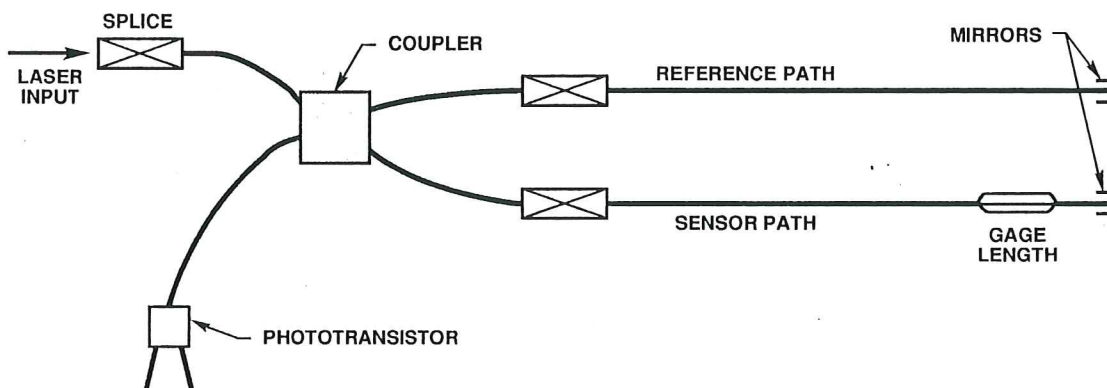 SPLICE
LASER
INPUT
COUPLER
MIRRORS
REFERENCE PATH
SENSOR PATH
GAGE
LENGTH
PHOTOTRANSISTOR